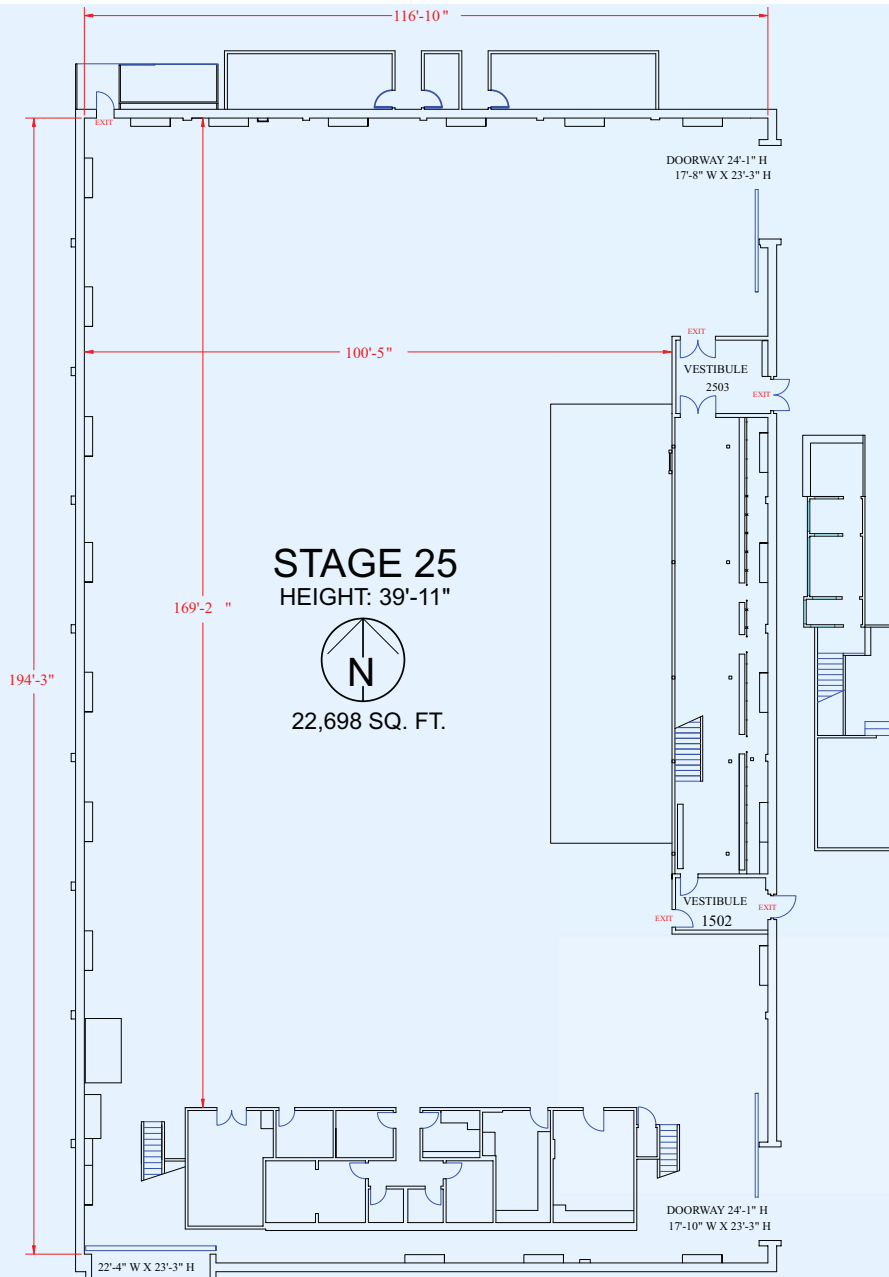 116'-10"
EXIT
DOORWAY 24'-1" H
17'-8" W X 23'-3" H
EXIT
100'-5"
VESTIBULE
2503
EXIT
STAGE 25
HEIGHT: 39'-11"
169'-2 "
N
194'-3"
22,698 SQ. FT.
VESTIBULE
EXIT
EXIT
1502
DOORWAY 24'-1" H
17'-10" W X 23'-3" H
22'-4" W X 23'-3" H